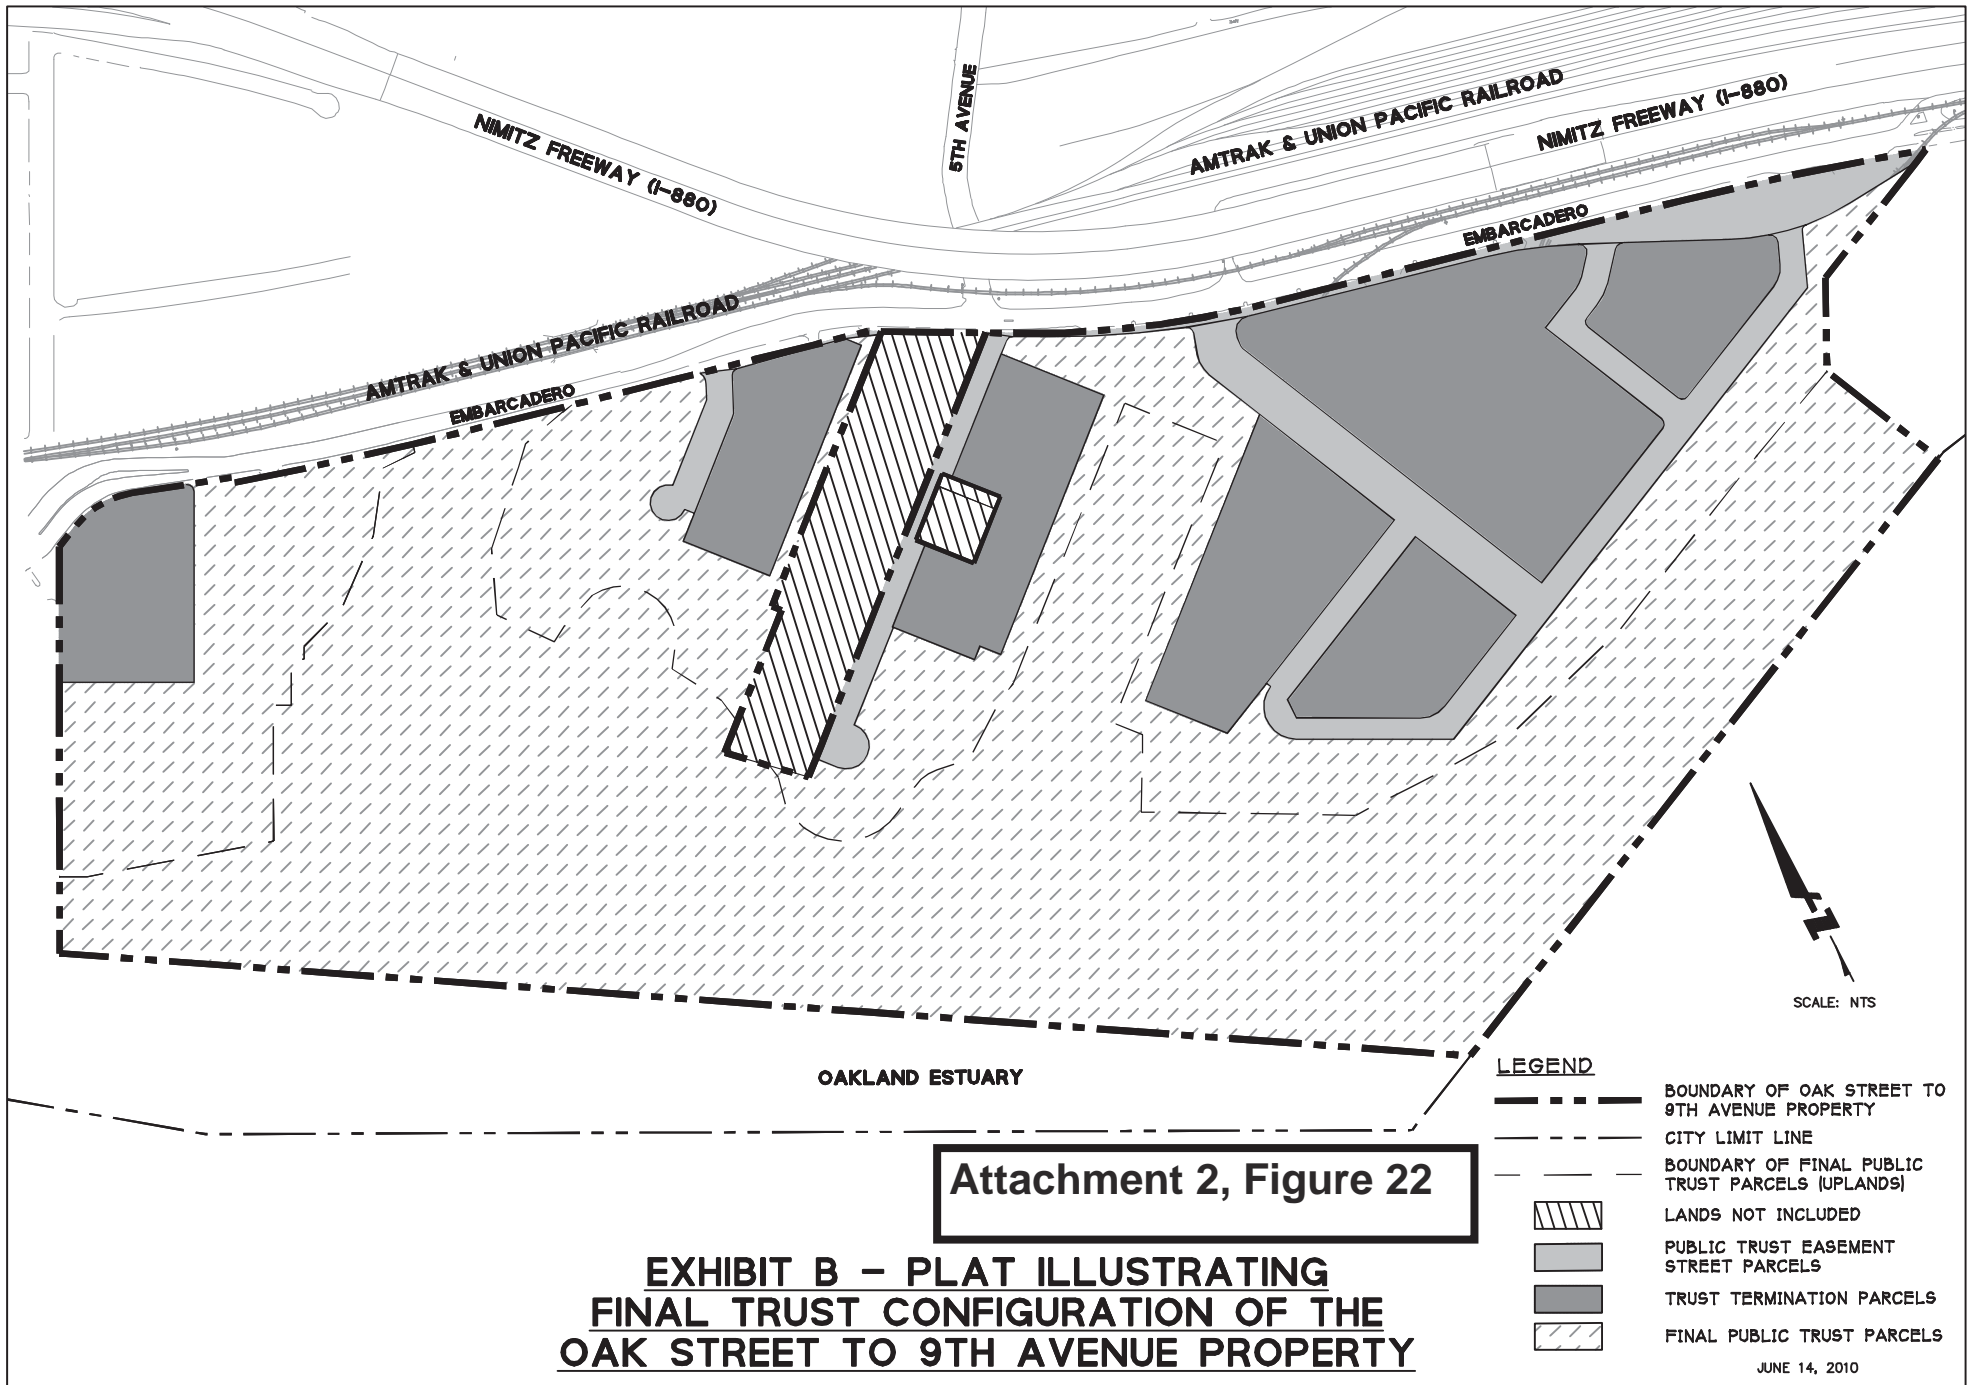 5TH AVENUE
NIMITZ FREEWAY (I-880)
AMTRAK & UNION PACIFIC RAILROAD
NIMITZ FREEWAY (I-880)
EMBARCADERO
AMTRAK & UNION PACIFIC RAILROAD
EMBARCADERO
N
SCALE: NTS
OAKLAND ESTUARY
LEGEND
BOUNDARY OF OAK STREET TO
9TH AVENUE PROPERTY
CITY LIMIT LINE
BOUNDARY OF FINAL PUBLIC
TRUST PARCELS (UPLANDS)
LANDS NOT INCLUDED
PUBLIC TRUST EASEMENT
STREET PARCELS
TRUST TERMINATION PARCELS
FINAL PUBLIC TRUST PARCELS
JUNE 14, 2010
Attachment 2, Figure 22
EXHIBIT B - PLAT ILLUSTRATING
FINAL TRUST CONFIGURATION OF THE
OAK STREET TO 9TH AVENUE PROPERTY